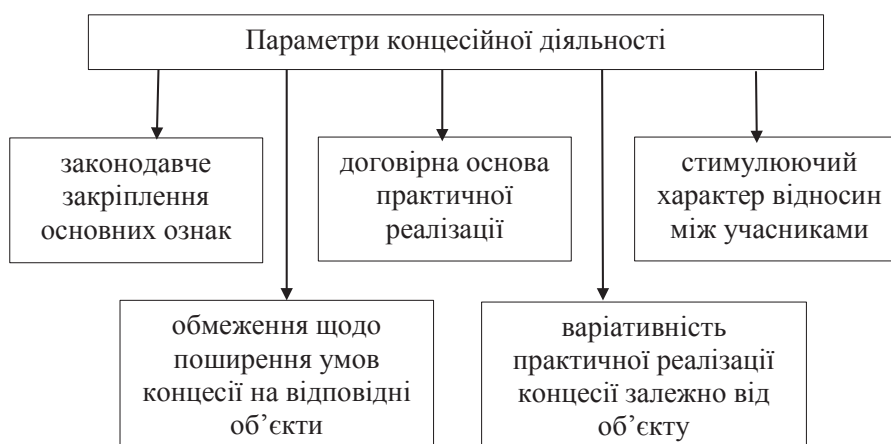 Параметри концесійної діяльності
законодавче
закріплення
основних ознак
договірна основа
практичної
реалізації
стимулюючий
характер відносин
між учасниками
обмеження щодо
поширення умов
концесії на відповідні
об’єкти
варіативність
практичної реалізації
концесії залежно від
об’єкту